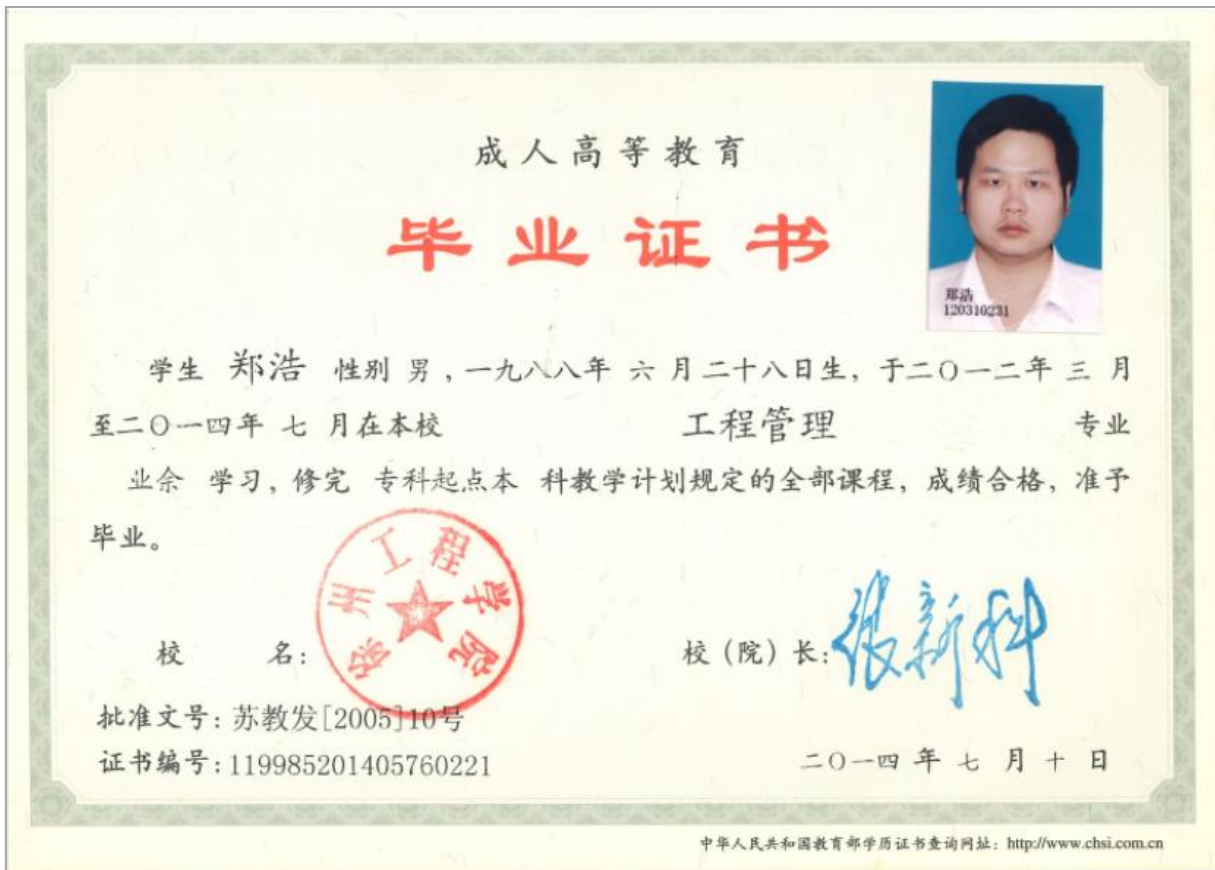 成人高等教育
毕业证书
郑浩
120310231
学生 郑浩 性别 男，一九八八年 六 月二十八日生，于二〇一二年 三 月
至二〇一四年 七 月在本校 工程管理 专业
业余 学习，修完 专科起点本 科教学计划规定的全部课程，成绩合格，准予
毕业。
徐州工程学院
校 名：
校（院）长：张新科
批准文号：苏教发[2005]10号
证书编号：119985201405760221
二〇一四 年 七 月 十 日
中华人民共和国教育部学历证书查询网址：http://www.chsi.com.cn